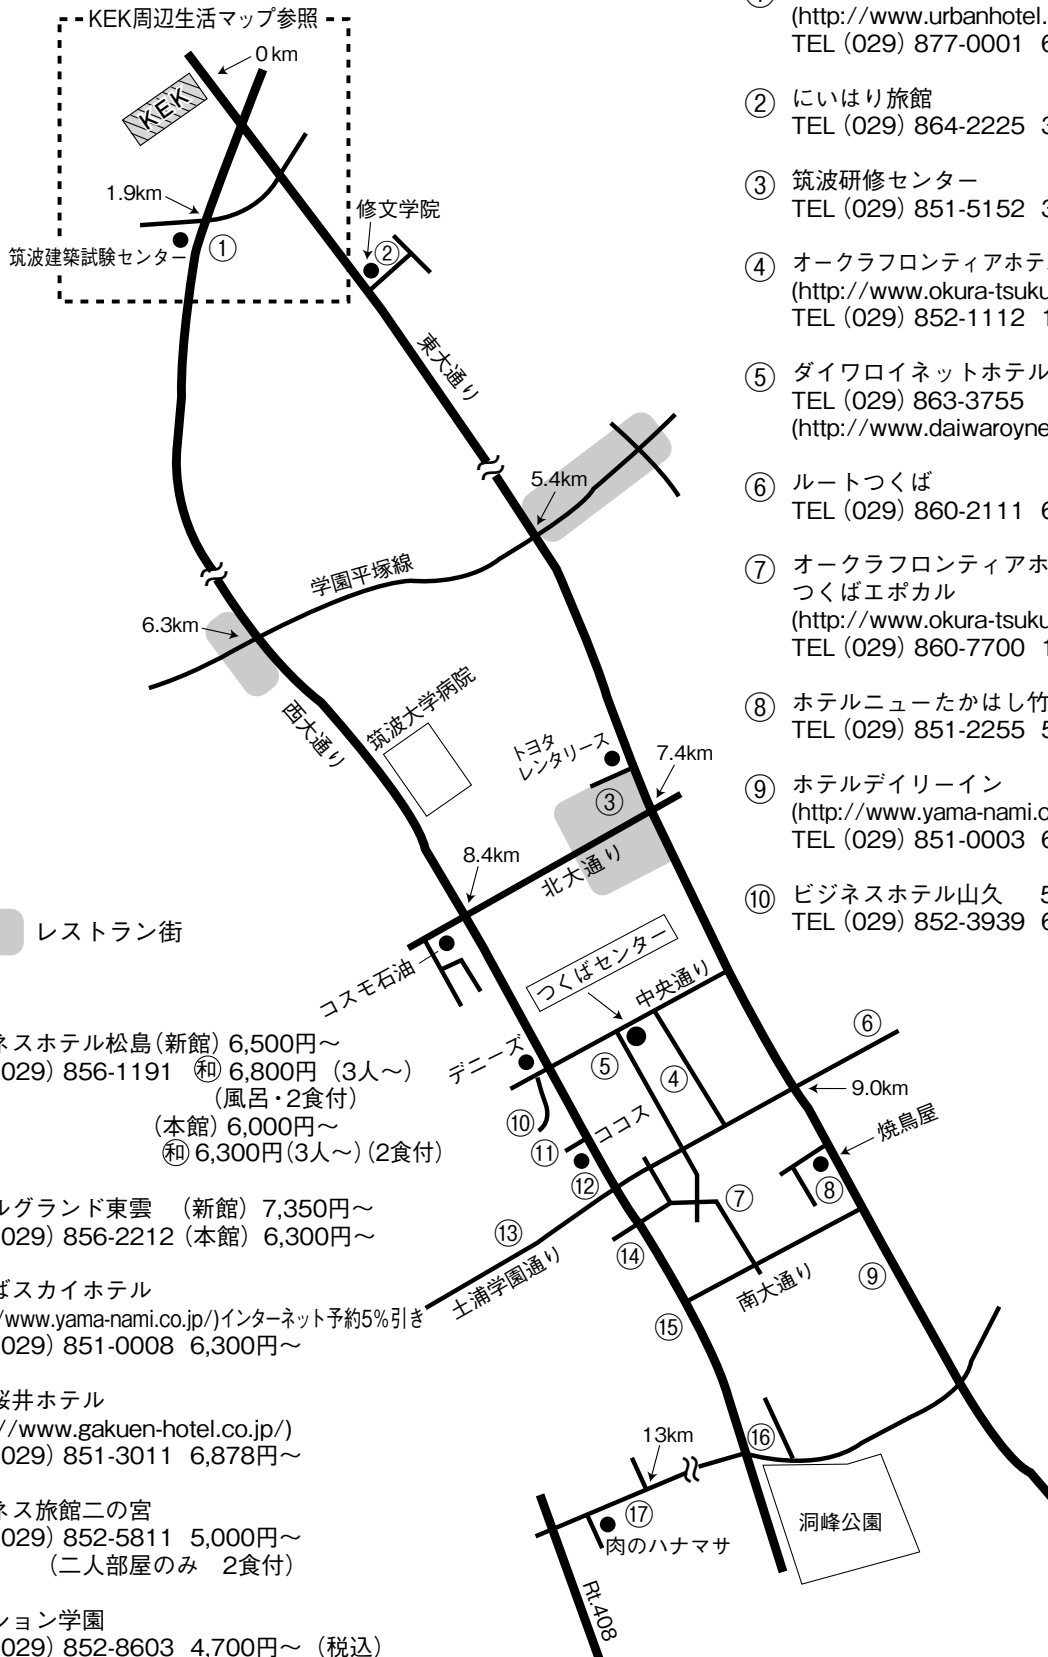 KEK周辺生活マップ参照
0km
KEK
1.9km
筑波建築試験センター
①
修文学院
②
東大通り
5.4km
学園平塚線
6.3km
西大通り
筑波大学病院
トヨタ
レンタリース
7.4km
③
8.4km
北大通り
レストラン街
コスモ石油
つくばセンター
中央通り
デニーズ
⑤
④
⑥
9.0km
⑩
ココス
⑪
焼鳥屋
⑫
⑧
⑦
⑬
⑭
土浦学園通り
南大通り
⑨
⑮
13km
⑯
⑰
肉のハナマサ
洞峰公園
Rt.408
(http://www.urbanhotel.
TEL (029) 877-0001
② にいはり旅館
TEL (029) 864-2225
③ 筑波研修センター
TEL (029) 851-5152
④ オークラフロンティアホテ
(http://www.okura-tsuku
TEL (029) 852-1112
⑤ ダイワロイネットホテル
TEL (029) 863-3755
(http://www.daiwaroyne
⑥ ルートつくば
TEL (029) 860-2111 6
⑦ オークラフロンティアホ
つくばエポカル
(http://www.okura-tsuku
TEL (029) 860-7700
⑧ ホテルニューたかはし竹
TEL (029) 851-2255 5
⑨ ホテルデイリーイン
(http://www.yama-nami.o
TEL (029) 851-0003 6
⑩ ビジネスホテル山久 5
TEL (029) 852-3939 6
ネスホテル松島(新館) 6,500円～
029) 856-1191 ㊥和 6,800円 (3人～)
(風呂・2食付)
(本館) 6,000円～
和 6,300円(3人～)(2食付)
ルグランド東雲 (新館) 7,350円～
029) 856-2212 (本館) 6,300円～
ばスカイホテル
/www.yama-nami.co.jp/)インターネット予約5%引き
029) 851-0008 6,300円～
桜井ホテル
//www.gakuen-hotel.co.jp/)
029) 851-3011 6,878円～
ネス旅館二の宮
029) 852-5811 5,000円～
(二人部屋のみ 2食付)
ション学園
029) 852-8603 4,700円～ (税込)